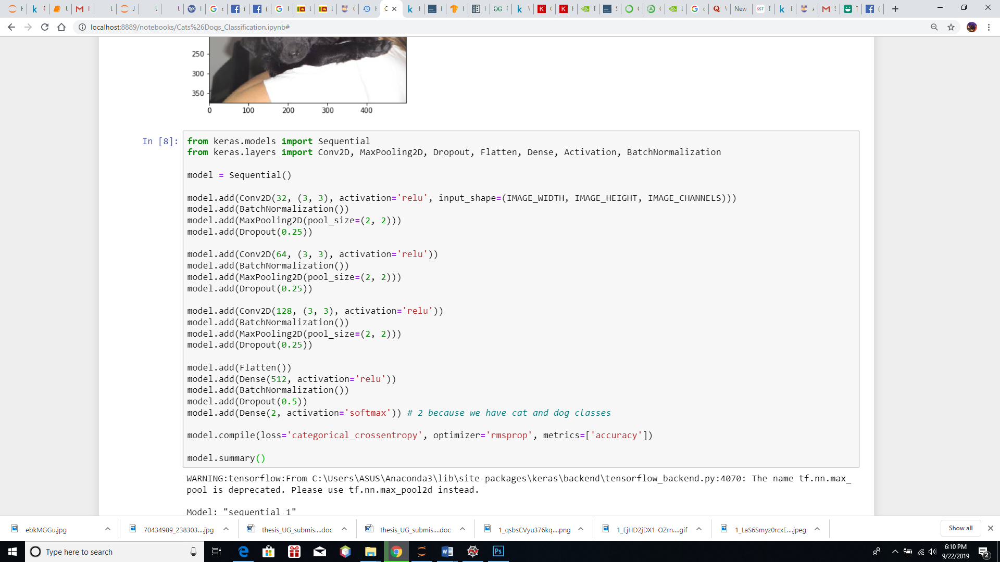 localhost:8889/notebooks/Cats%26Dogs_Classification.ipynb#
New
250
300
350
0 100 200 300 400
In [8]:
from keras.models import Sequential
from keras.layers import Conv2D, MaxPooling2D, Dropout, Flatten, Dense, Activation, BatchNormalization
model = Sequential()
model.add(Conv2D(32, (3, 3), activation='relu', input_shape=(IMAGE_WIDTH, IMAGE_HEIGHT, IMAGE_CHANNELS)))
model.add(BatchNormalization())
model.add(MaxPooling2D(pool_size=(2, 2)))
model.add(Dropout(0.25))
model.add(Conv2D(64, (3, 3), activation='relu'))
model.add(BatchNormalization())
model.add(MaxPooling2D(pool_size=(2, 2)))
model.add(Dropout(0.25))
model.add(Conv2D(128, (3, 3), activation='relu'))
model.add(BatchNormalization())
model.add(MaxPooling2D(pool_size=(2, 2)))
model.add(Dropout(0.25))
model.add(Flatten())
model.add(Dense(512, activation='relu'))
model.add(BatchNormalization())
model.add(Dropout(0.5))
model.add(Dense(2, activation='softmax')) # 2 because we have cat and dog classes
model.compile(loss='categorical_crossentropy', optimizer='rmsprop', metrics=['accuracy'])
model.summary()
WARNING:tensorflow:From C:\Users\ASUS\Anaconda3\lib\site-packages\keras\backend\tensorflow_backend.py:4070: The name tf.nn.max_
pool is deprecated. Please use tf.nn.max_pool2d instead.
Model: "sequential_1"
ebkMGGu.jpg
70434989_238303....jpg
thesis_UG_submis....doc
thesis_UG_submis....doc
1_qsbsCVyu376kq....png
1_EjHD2jDX1-OZrn....gif
1_LaS6Smyz0rcxE....jpeg
Show all
Type here to search
Ps
6:10 PM
9/22/2019
2